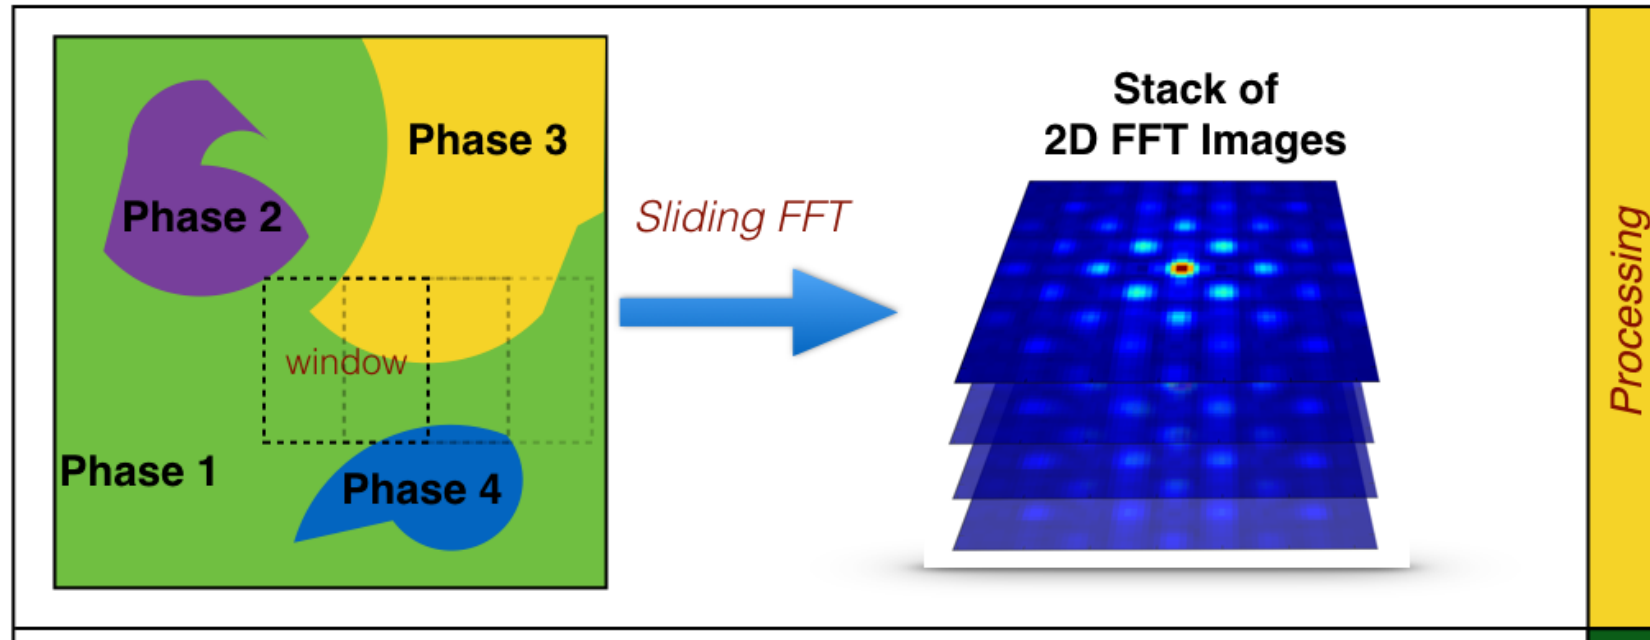 Phase 3
Phase 2
window
Phase 1
Phase 4
Sliding FFT
Stack of
2D FFT Images
Processing